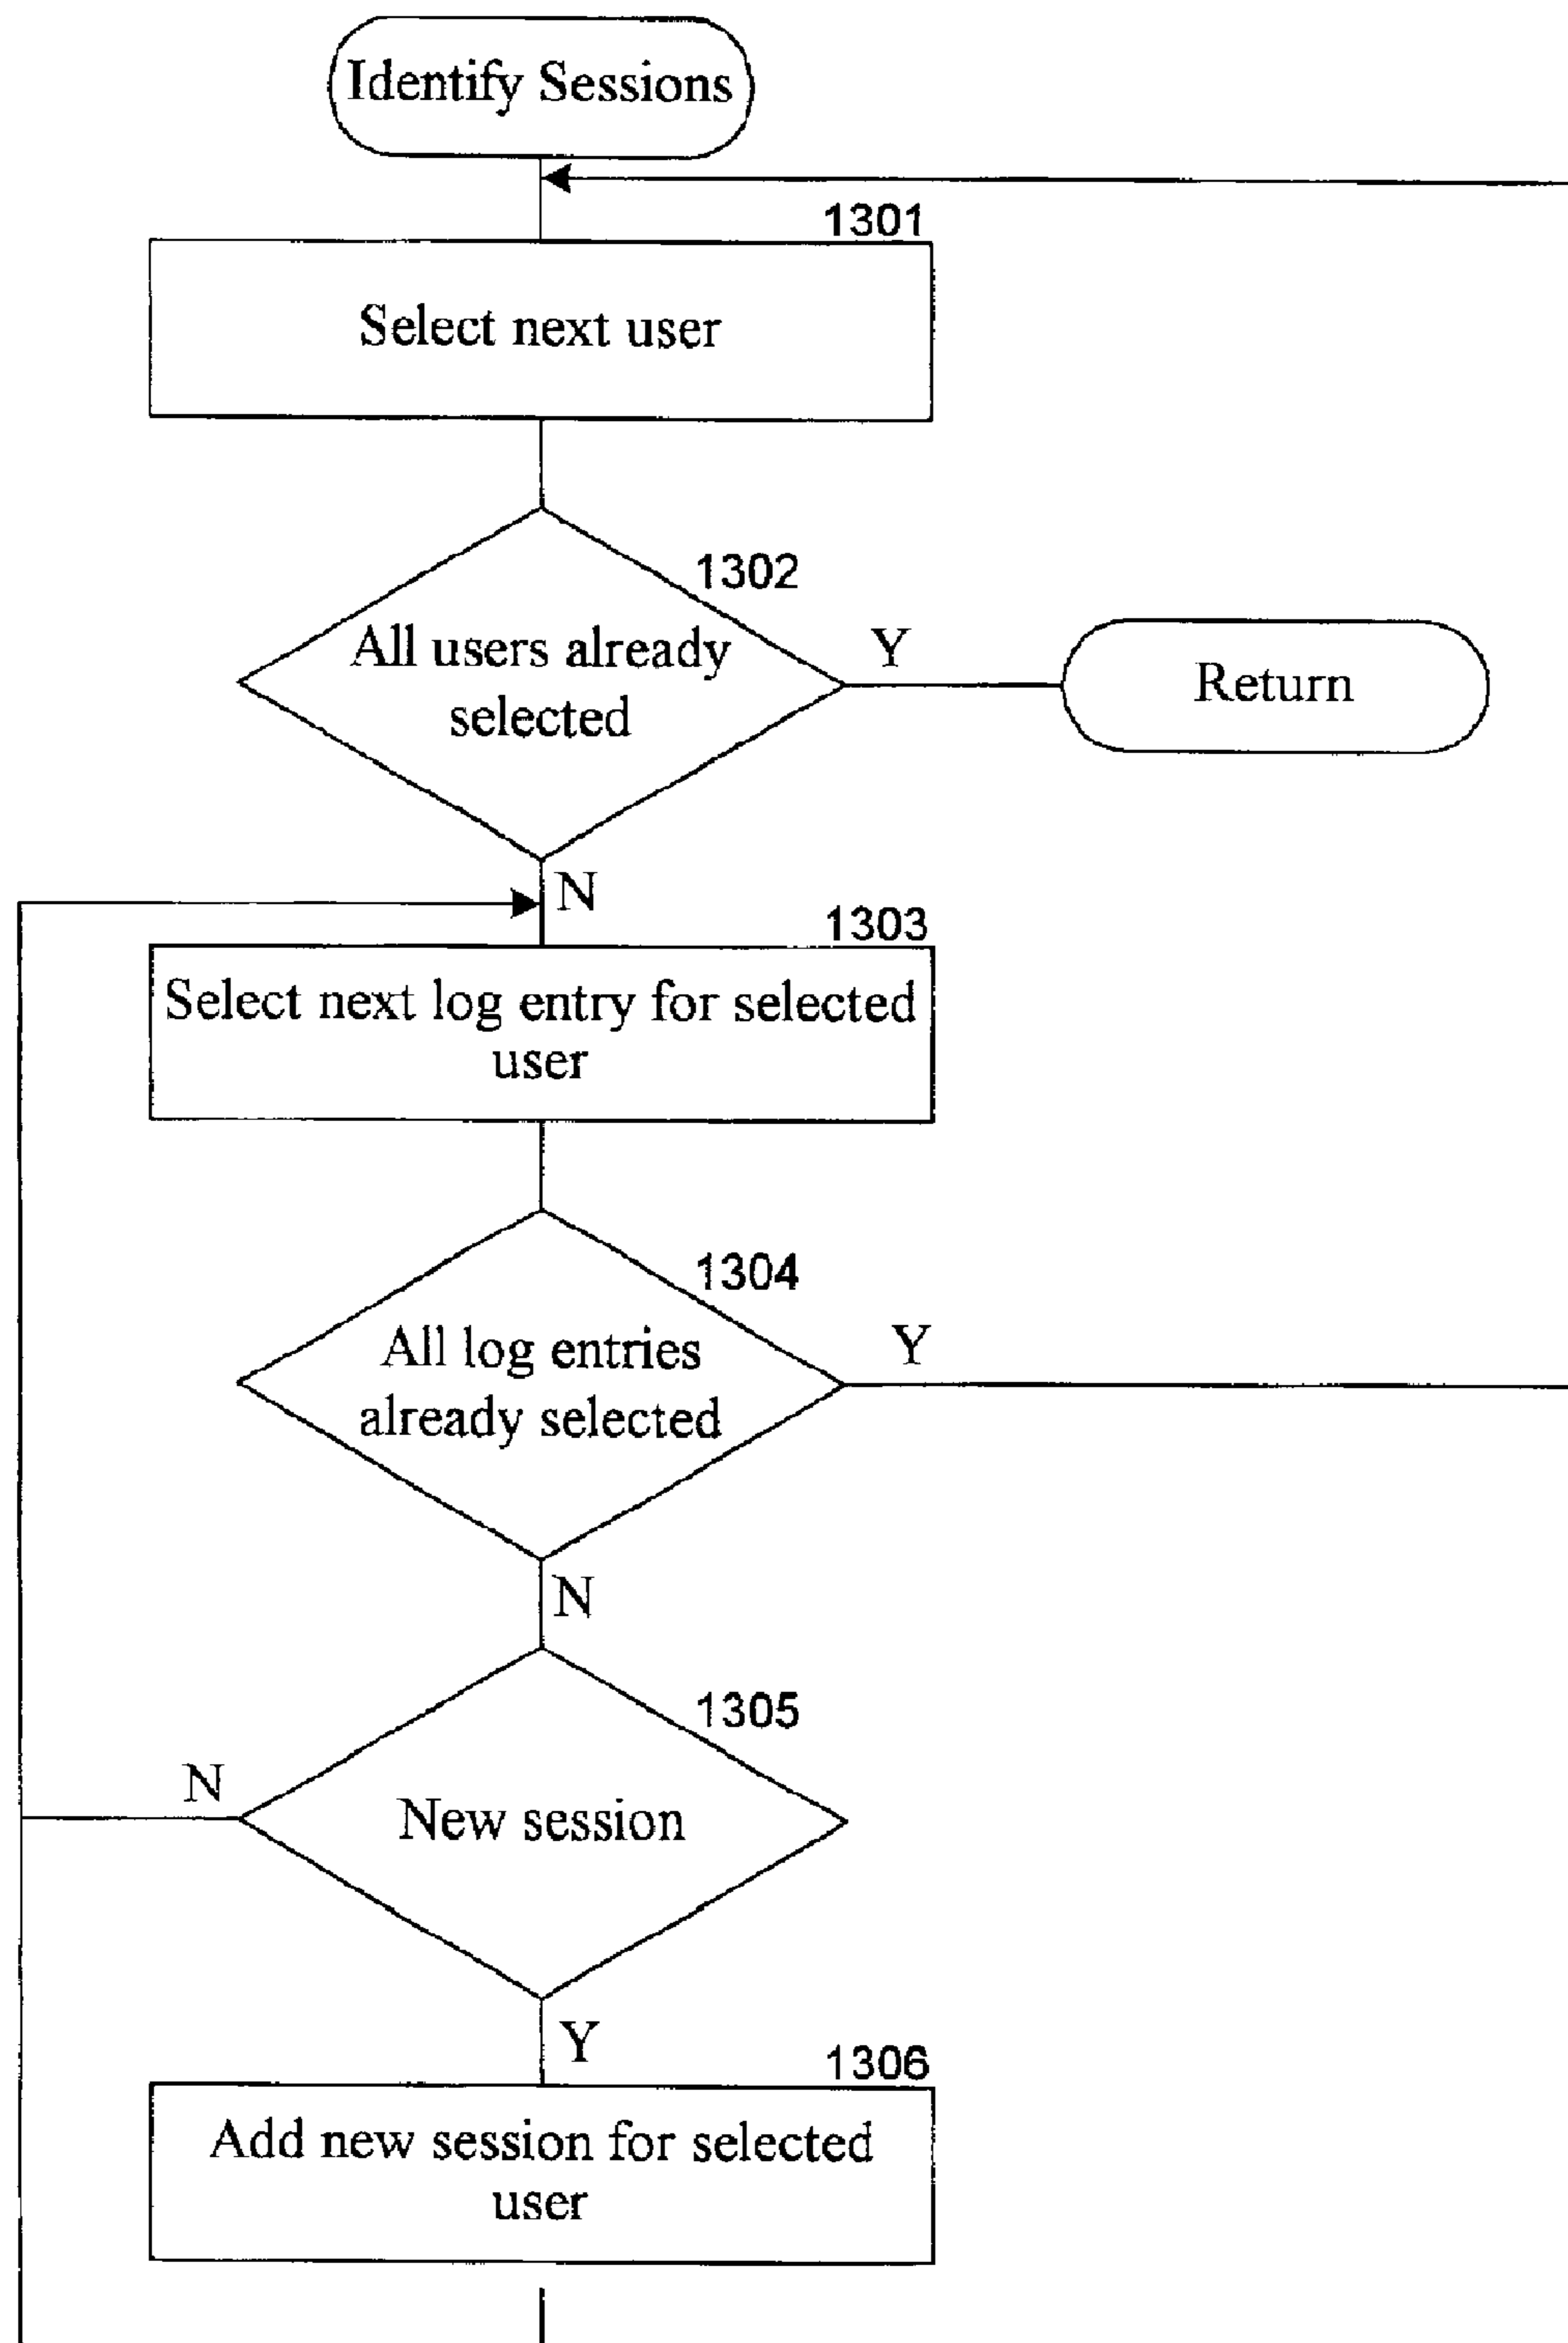 Identify Sessions
1301
Select next user
1302
All users already
selected
Y
Return
N
1303
Select next log entry for selected
user
1304
All log entries
already selected
Y
N
1305
New session
N
Y
1306
Add new session for selected
user